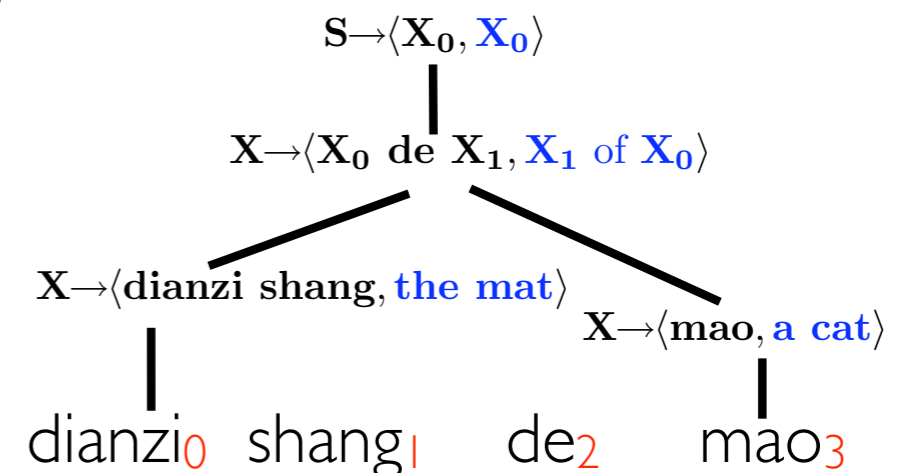 S→⟨X₀, X₀⟩
X→⟨X₀ de X₁, X₁ of X₀⟩
X→⟨dianzi shang, the mat⟩
X→⟨mao, a cat⟩
dianzi₀ shang₁ de₂ mao₃